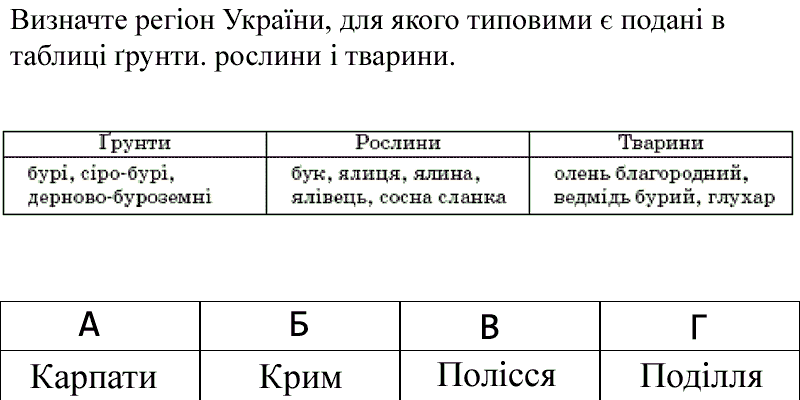 Визначте регіон України, для якого типовими є подані в
таблиці ґрунти. рослини і тварини.
Ґрунти Рослини Тварини
бурі, сіро-бурі, бук, ялиця, ялина, олень благородний,
дерново-буроземні ялівець, сосна сланка ведмідь бурий, глухар
А Б В Г
Карпати Крим Полісся Поділля